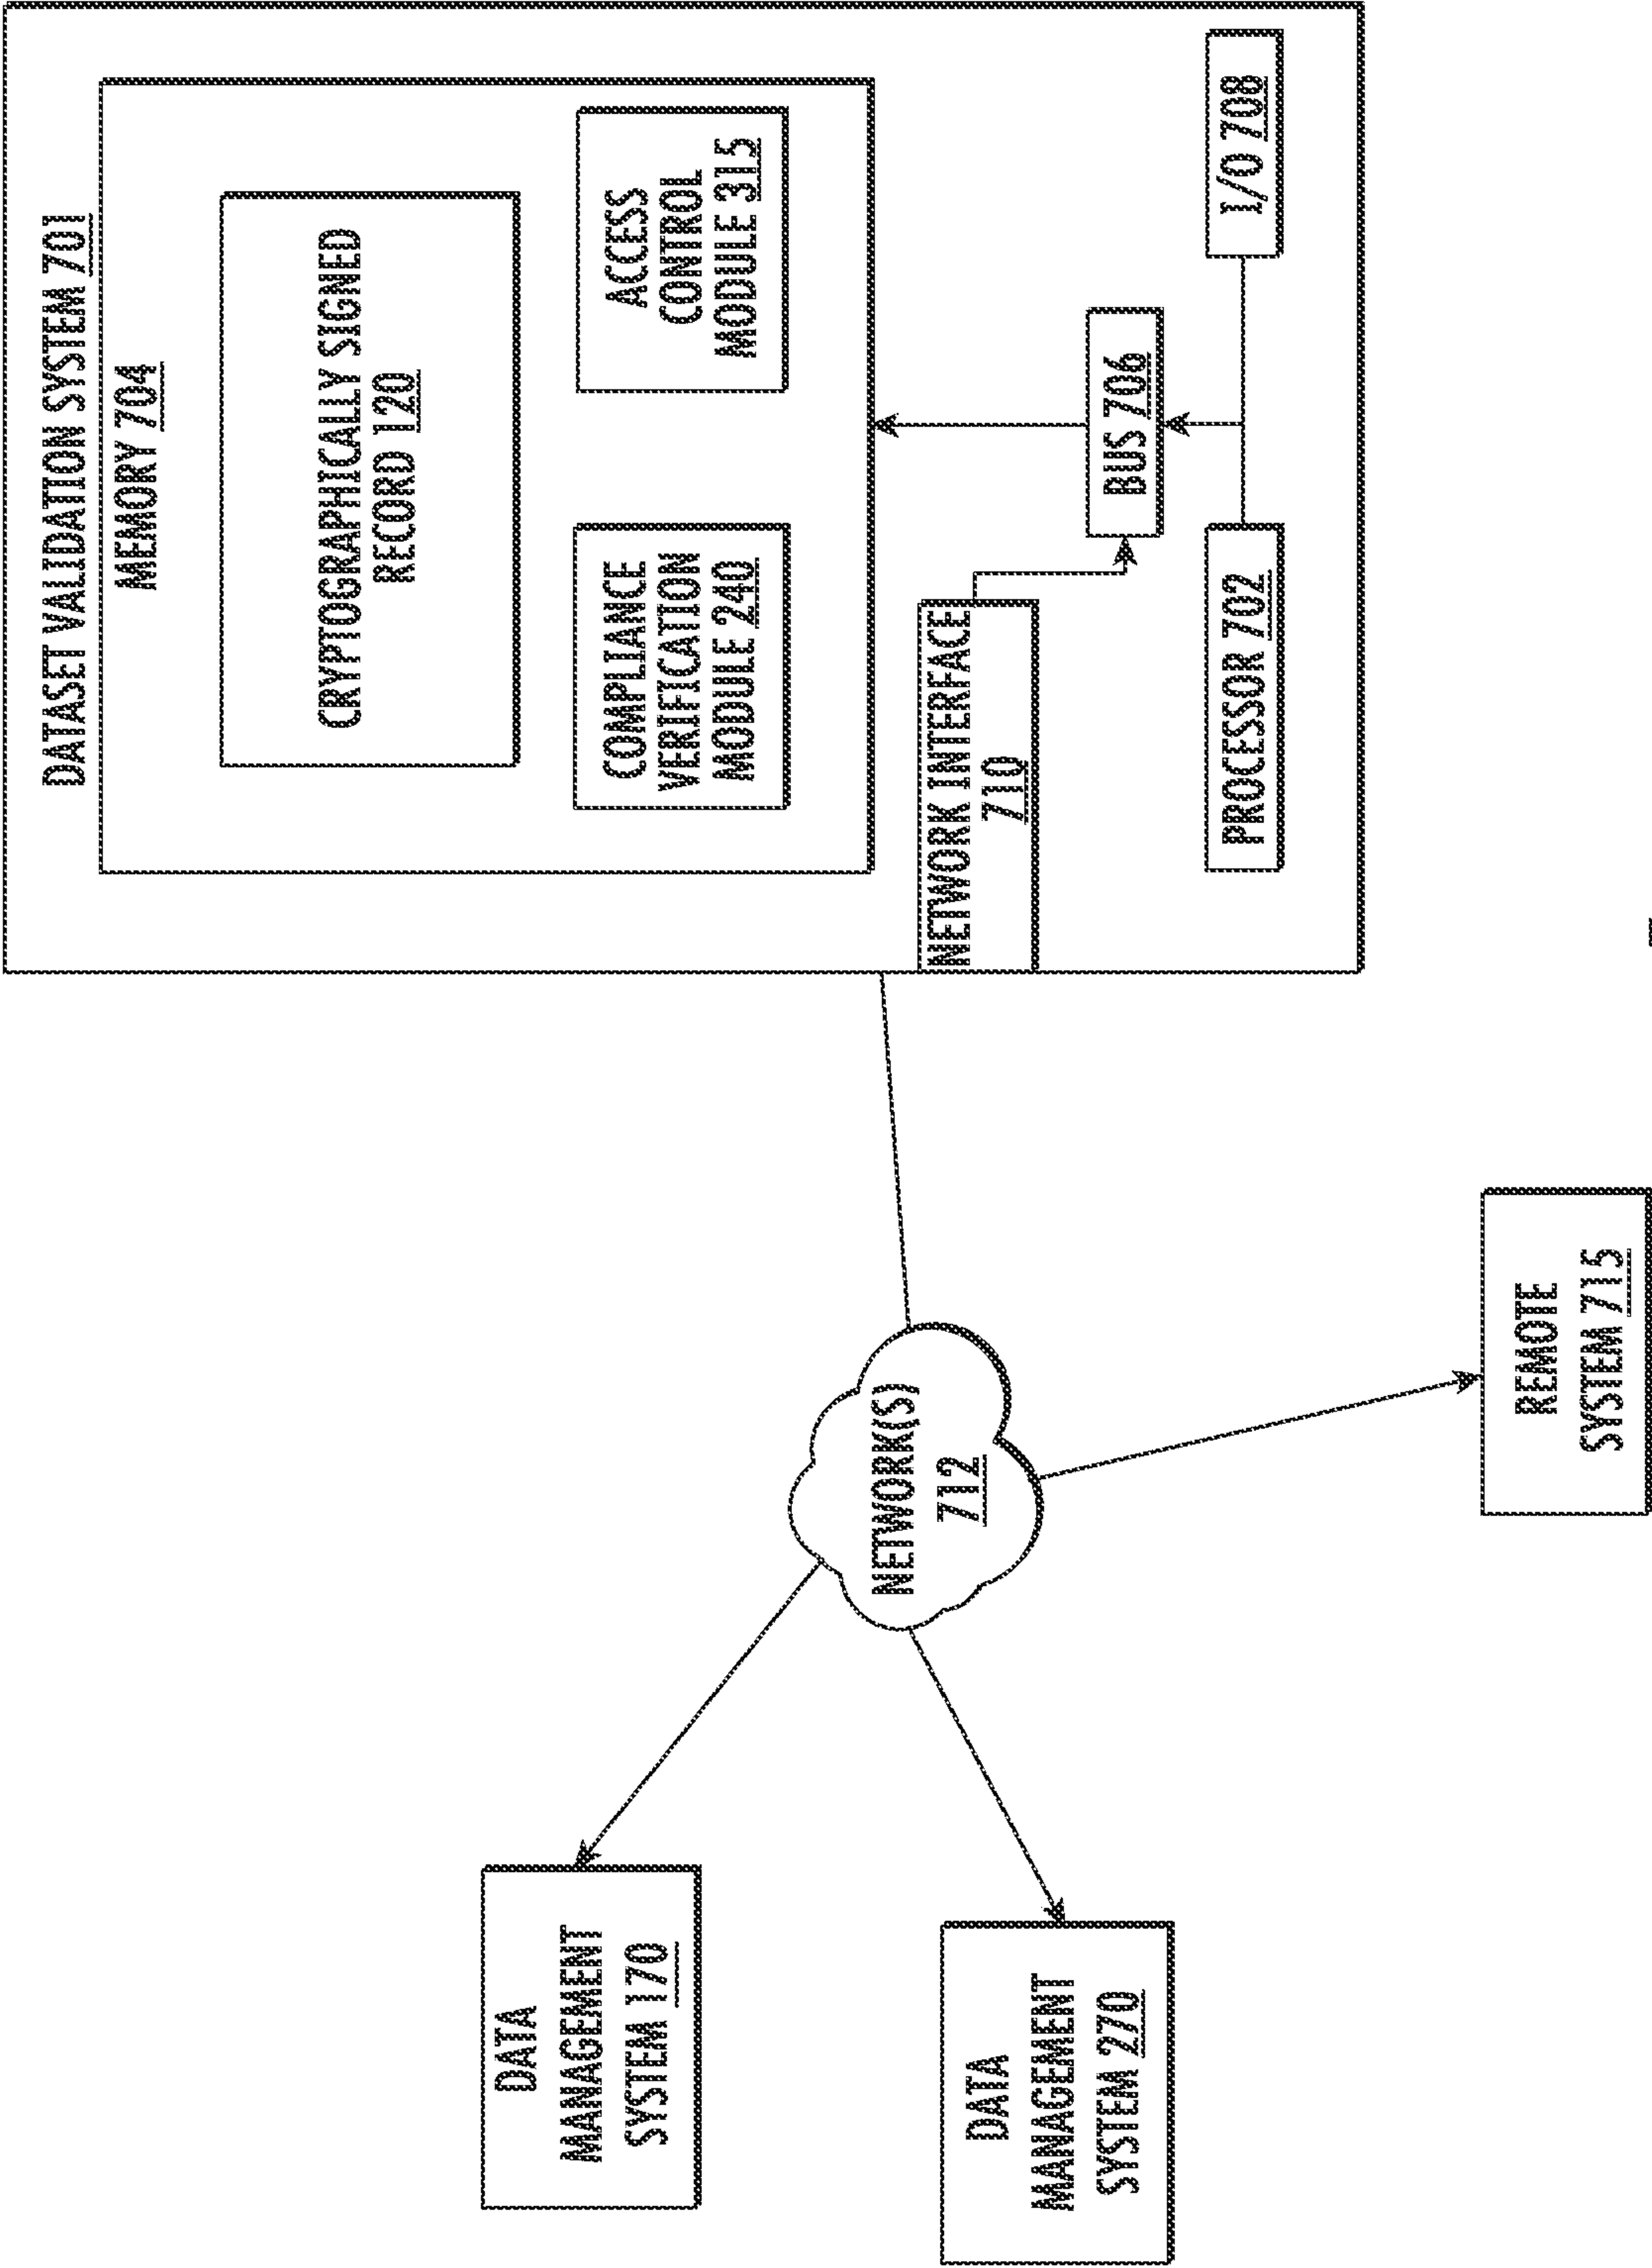 DATASET VALIDATION SYSTEM 701
MEMORY 704
CRYPTOGRAPHICALLY SIGNED
RECORD 120
COMPLIANCE
VERIFICATION
MODULE 240
ACCESS
CONTROL
MODULE 315
NETWORK INTERFACE
710
BUS 706
PROCESSOR 702
I/O 708
NETWORK(S)
712
DATA
MANAGEMENT
SYSTEM 170
DATA
MANAGEMENT
SYSTEM 270
REMOTE
SYSTEM 715